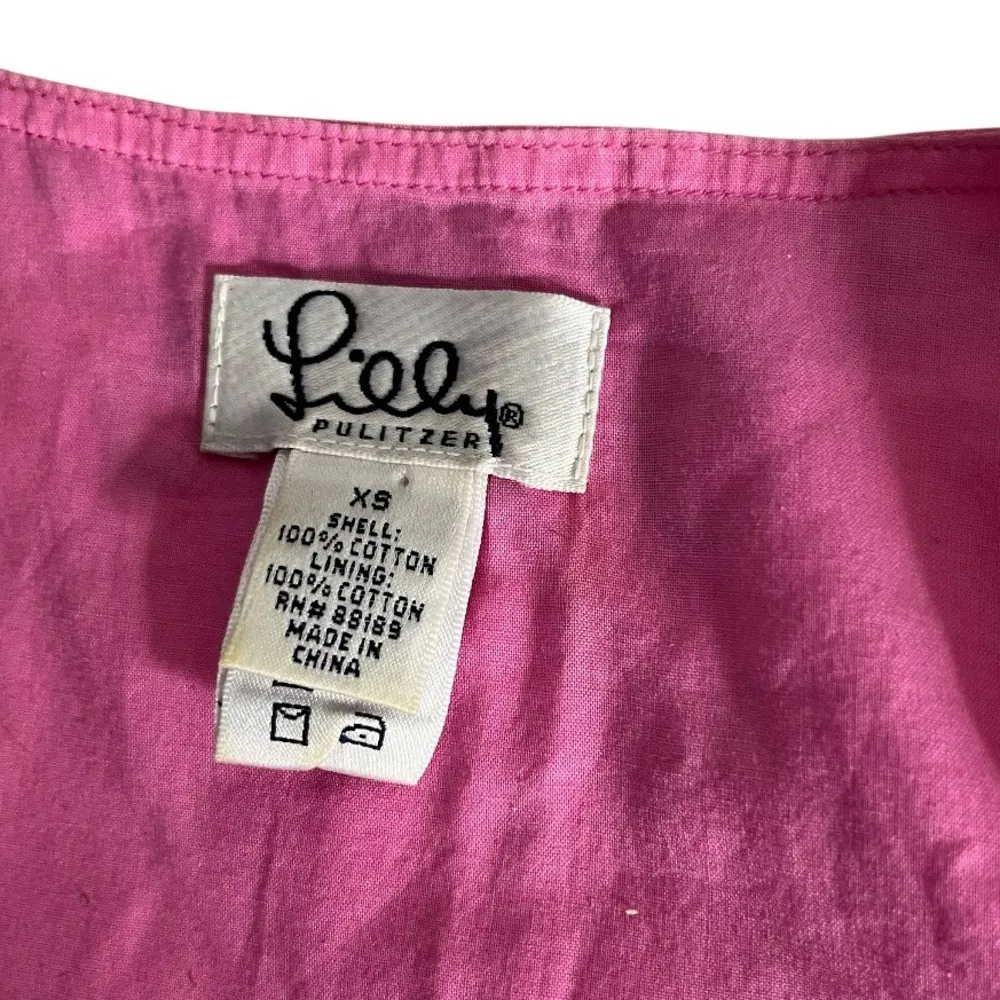 Lilly®
PULITZER
XS
SHELL:
100% COTTON
LINING:
100% COTTON
RN# 88189
MADE IN
CHINA